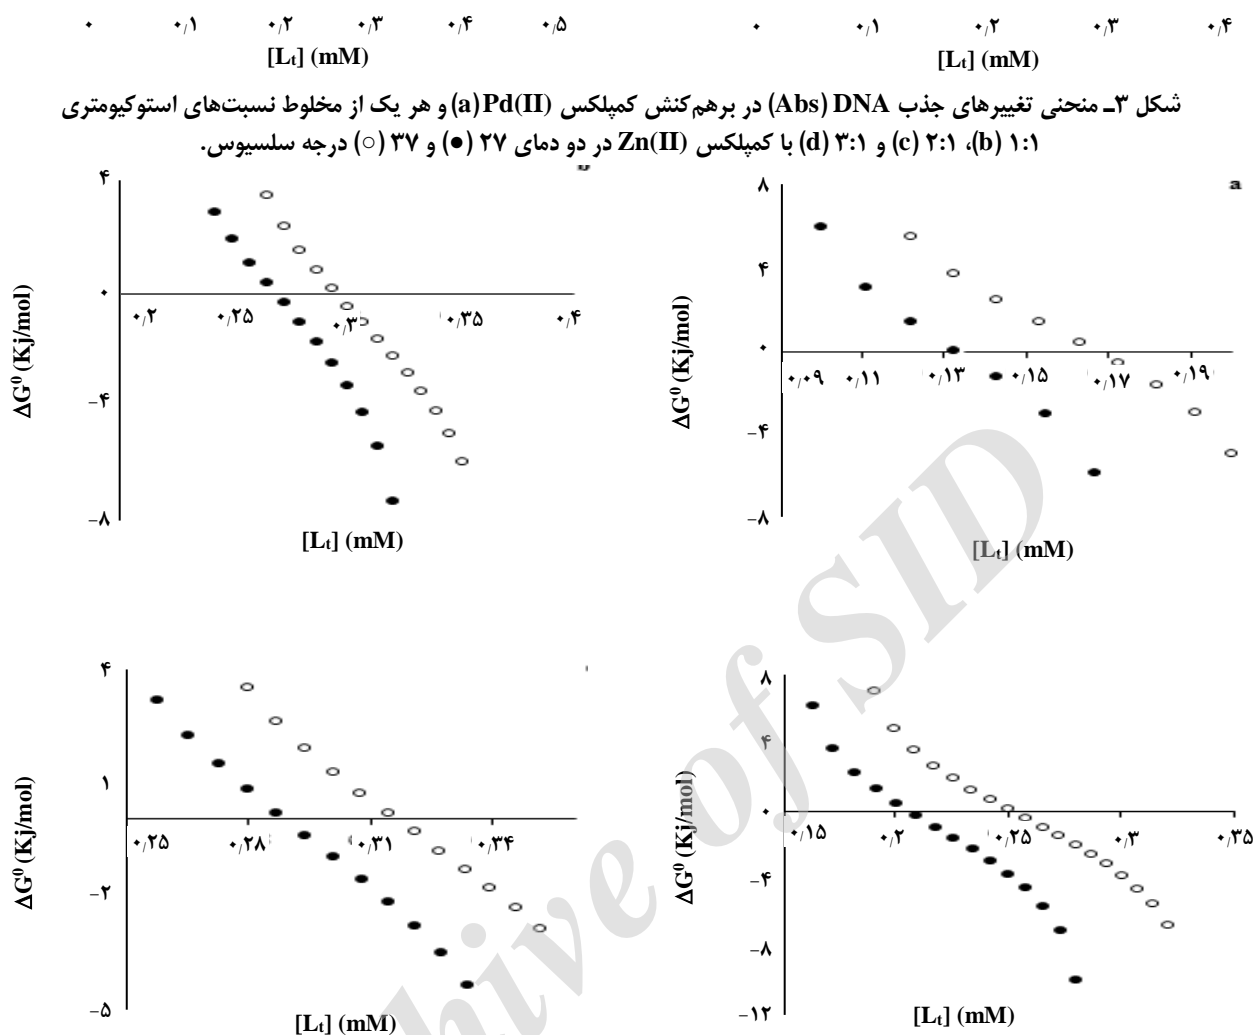 ۰ ۰/۱ ۰/۲ ۰/۳ ۰/۴ ۰/۵
[Lt] (mM)
۰ ۰/۱ ۰/۲ ۰/۳ ۰/۴
[Lt] (mM)
شکل ۳ـ منحنی تغییرهای جذب DNA (Abs) در برهم‌کنش کمپلکس Pd(II) (a) و هر یک از مخلوط نسبت‌های استوکیومتری
۱:۱ (b)، ۲:۱ (c) و ۳:۱ (d) با کمپلکس Zn(II) در دو دمای ۲۷ (●) و ۳۷ (○) درجه سلسیوس.
۴
۰
−۴
−۸
ΔG⁰ (Kj/mol)
۰/۲ ۰/۲۵ ۰/۳ ۰/۳۵ ۰/۴
[Lt] (mM)
a
۸
۴
۰
−۴
−۸
ΔG⁰ (Kj/mol)
۰/۰۹ ۰/۱۱ ۰/۱۳ ۰/۱۵ ۰/۱۷ ۰/۱۹
[Lt] (mM)
۴
۱
−۲
−۵
ΔG⁰ (Kj/mol)
۰/۲۵ ۰/۲۸ ۰/۳۱ ۰/۳۴
[Lt] (mM)
۸
۴
۰
−۴
−۸
−۱۲
ΔG⁰ (Kj/mol)
۰/۱۵ ۰/۲ ۰/۲۵ ۰/۳ ۰/۳۵
[Lt] (mM)
hive of SID